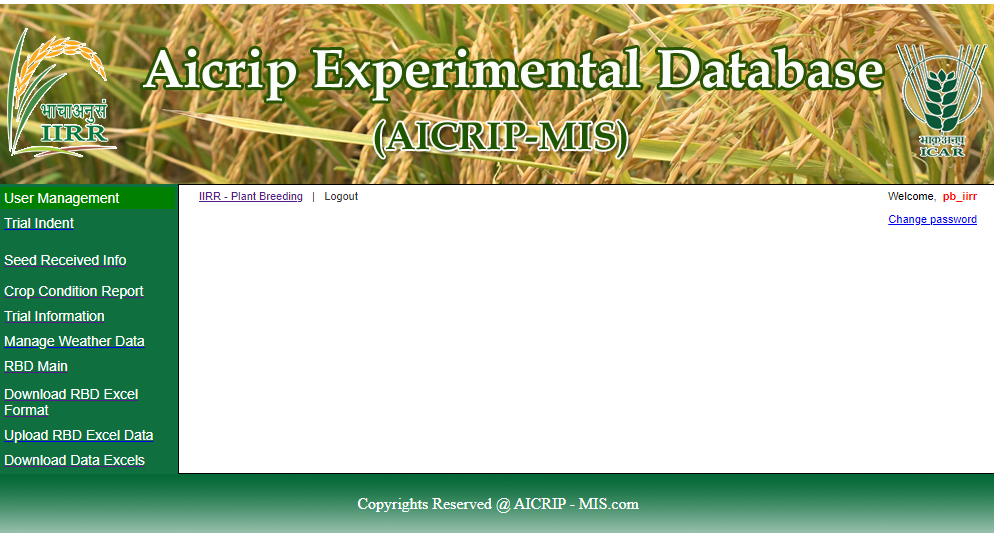 Aicrip Experimental Database
(AICRIP-MIS)
भाचाअनुसं
IIRR
भाकृअनुप
ICAR
User Management
Trial Indent
Seed Received Info
Crop Condition Report
Trial Information
Manage Weather Data
RBD Main
Download RBD Excel
Format
Upload RBD Excel Data
Download Data Excels
IIRR - Plant Breeding | Logout
Welcome, pb_iirr
Change password
Copyrights Reserved @ AICRIP - MIS.com